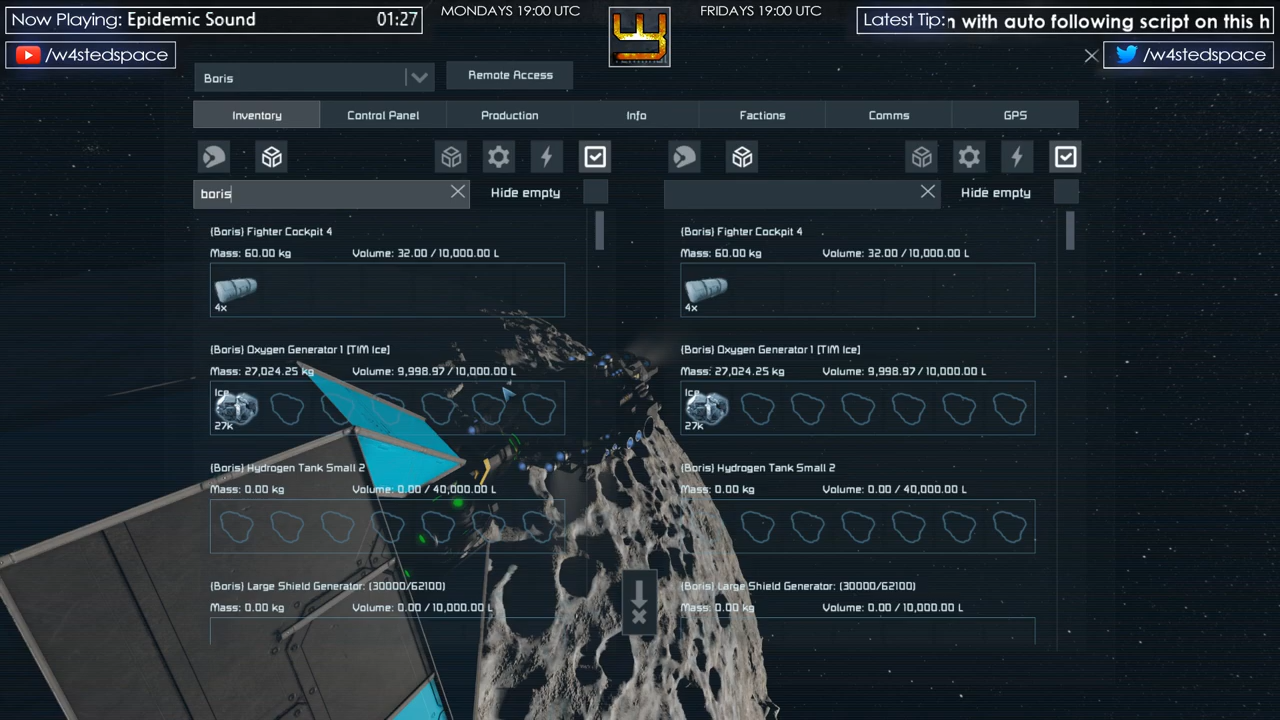 Now Playing: Epidemic Sound 01:27
MONDAYS 19:00 UTC
FRIDAYS 19:00 UTC
Latest Tip: n with auto following script on this h
/w4stedspace
/w4stedspace
Boris
Remote Access
Inventory
Control Panel
Production
Info
Factions
Comms
GPS
boris
Hide empty
Hide empty
(Boris) Fighter Cockpit 4
Mass: 60.00 kg Volume: 32.00 / 10,000.00 L
4x
(Boris) Oxygen Generator 1 [TIM Ice]
Mass: 27,024.25 kg Volume: 9,998.97 / 10,000.00 L
Ice
27k
(Boris) Hydrogen Tank Small 2
Mass: 0.00 kg Volume: 0.00 / 40,000.00 L
(Boris) Large Shield Generator: (30000/62100)
Mass: 0.00 kg Volume: 0.00 / 10,000.00 L
(Boris) Fighter Cockpit 4
Mass: 60.00 kg Volume: 32.00 / 10,000.00 L
4x
(Boris) Oxygen Generator 1 [TIM Ice]
Mass: 27,024.25 kg Volume: 9,998.97 / 10,000.00 L
Ice
27k
(Boris) Hydrogen Tank Small 2
Mass: 0.00 kg Volume: 0.00 / 40,000.00 L
(Boris) Large Shield Generator: (30000/62100)
Mass: 0.00 kg Volume: 0.00 / 10,000.00 L